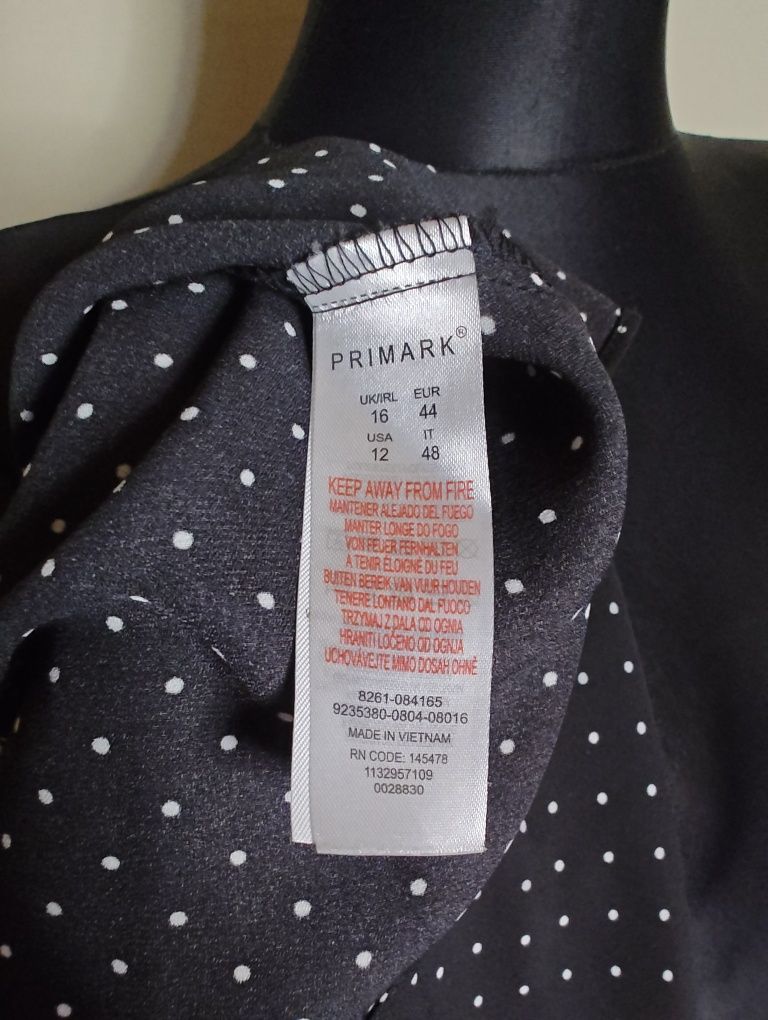 PRIMARK®
UK/IRL EUR
16 44
USA IT
12 48
KEEP AWAY FROM FIRE
MANTENER ALEJADO DEL FUEGO
MANTER LONGE DO FOGO
VON FEUER FERNHALTEN
À TENIR ÉLOIGNÉ DU FEU
BUITEN BEREIK VAN VUUR HOUDEN
TENERE LONTANO DAL FUOCO
TRZYMAJ Z DALA OD OGNIA
HRANITI LOČENO OD OGNJA
UCHOVÁVEJTE MIMO DOSAH OHNĚ
8261-084165
9235380-0804-08016
MADE IN VIETNAM
RN CODE: 145478
1132957109
0028830